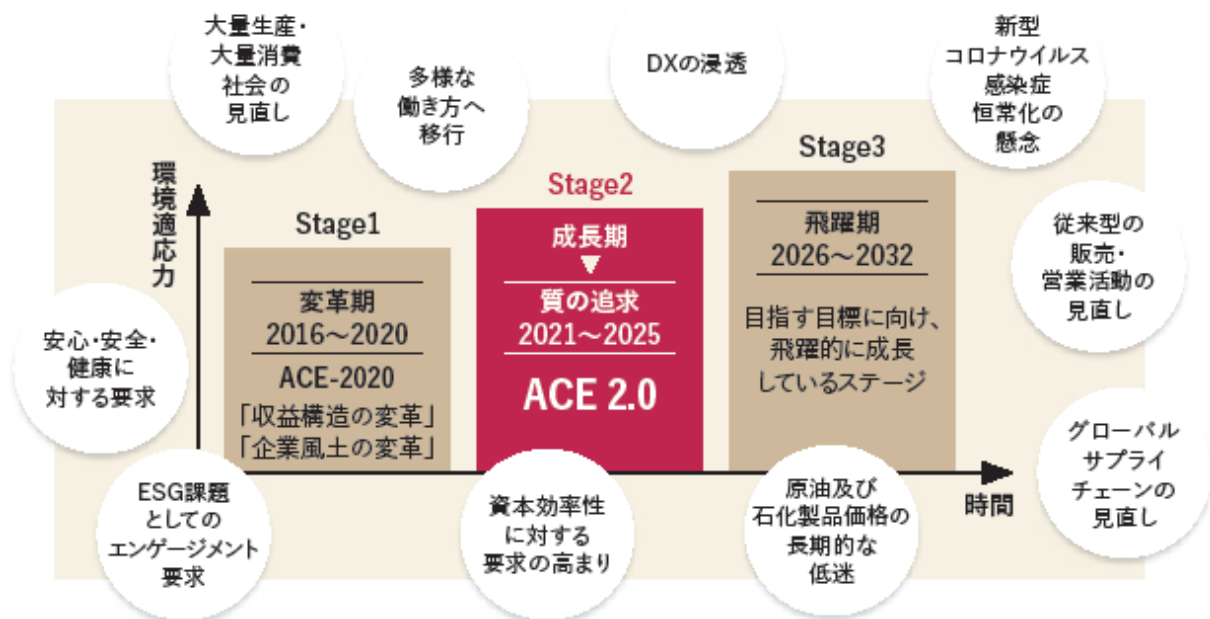 大量生産・
大量消費
社会の
見直し
多様な
働き方へ
移行
DXの浸透
新型
コロナウイルス
感染症
恒常化の
懸念
環境適応力
Stage1
変革期
2016〜2020
ACE-2020
「収益構造の変革」
「企業風土の変革」
Stage2
成長期
質の追求
2021〜2025
ACE 2.0
Stage3
飛躍期
2026〜2032
目指す目標に向け、
飛躍的に成長
しているステージ
従来型の
販売・
営業活動の
見直し
安心・安全・
健康に
対する要求
ESG課題
としての
エンゲージメント
要求
資本効率性
に対する
要求の高まり
原油及び
石化製品価格の
長期的な
低迷
時間
グローバル
サプライ
チェーンの
見直し